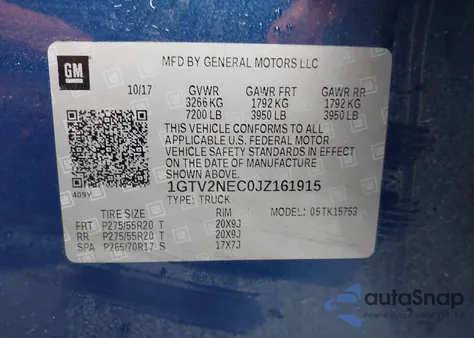 GM
MFD BY GENERAL MOTORS LLC
10/17 GVWR GAWR FRT GAWR RR
3266 KG 1792 KG 1792 KG
7200 LB 3950 LB 3950 LB
THIS VEHICLE CONFORMS TO ALL
APPLICABLE U.S. FEDERAL MOTOR
VEHICLE SAFETY STANDARDS IN EFFECT
ON THE DATE OF MANUFACTURE SHOWN ABOVE.
1GTV2NEC0JZ161915
409Y TYPE: TRUCK
TIRE SIZE RIM MODEL: 05TK15753
FRT P275/55R20 T 20X9J
RR P275/55R20 T 20X9J
SPA P265/70R17 S 17X7J
autoSnap